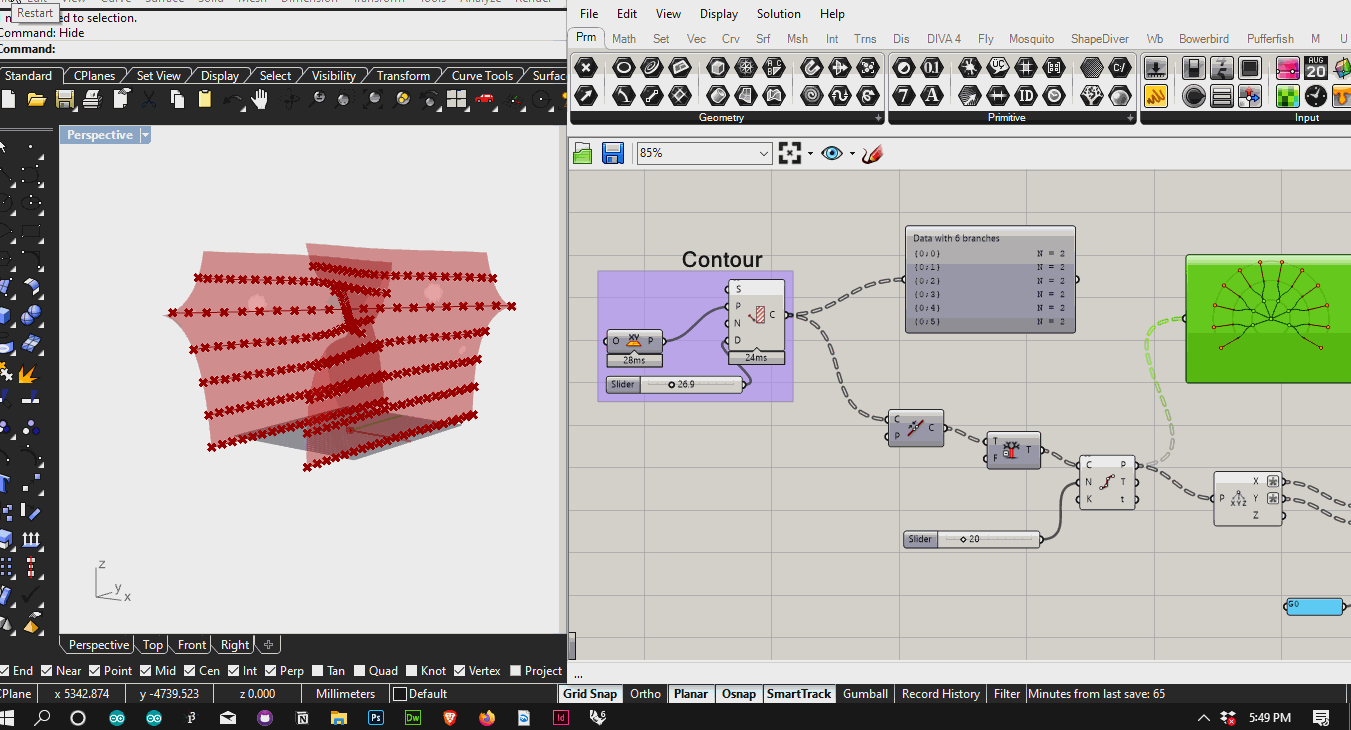 Restart
ed to selection.
Command: Hide
Command:
Standard CPlanes Set View Display Select Visibility Transform Curve Tools Surfac
Perspective
z
y
x
Perspective Top Front Right
End Near Point Mid Cen Int Perp Tan Quad Knot Vertex Project
CPlane x 5342.874 y -4739.523 z 0.000 Millimeters Default Grid Snap Ortho Planar Osnap SmartTrack Gumball Record History Filter Minutes from last save: 65
File Edit View Display Solution Help
Prm Math Set Vec Crv Srf Msh Int Trns Dis DIVA 4 Fly Mosquito ShapeDiver Wb Bowerbird Pufferfish M U
Geometry Primitive Input
85%
Contour
S
P
N
D
C
O P
28ms
24ms
Slider 26.9
Data with 6 branches
{0;0} N = 2
{0;1} N = 2
{0;2} N = 2
{0;3} N = 2
{0;4} N = 2
{0;5} N = 2
C
P
C
T
F
T
C
N
K
P
T
t
Slider 20
P
XYZ
X
Y
Z
G0
...
Ps Dw Id 6
5:49 PM